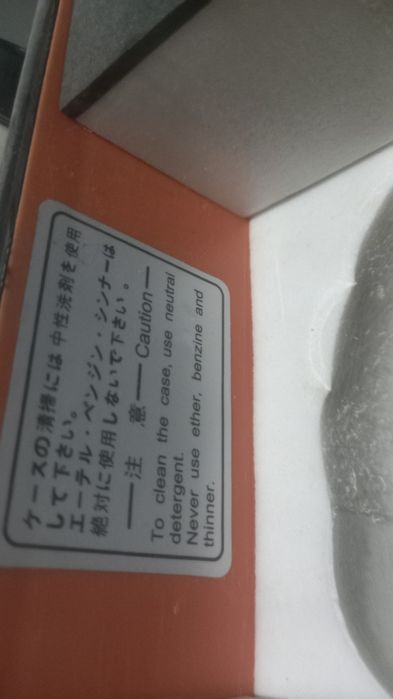 ケースの清掃には中性洗剤を使用
して下さい。
エーテル・ベンジン・シンナーは
絶対に使用しないで下さい。
—注 意—Caution—
To clean the case, use neutral
detergent.
Never use ether, benzine and
thinner.